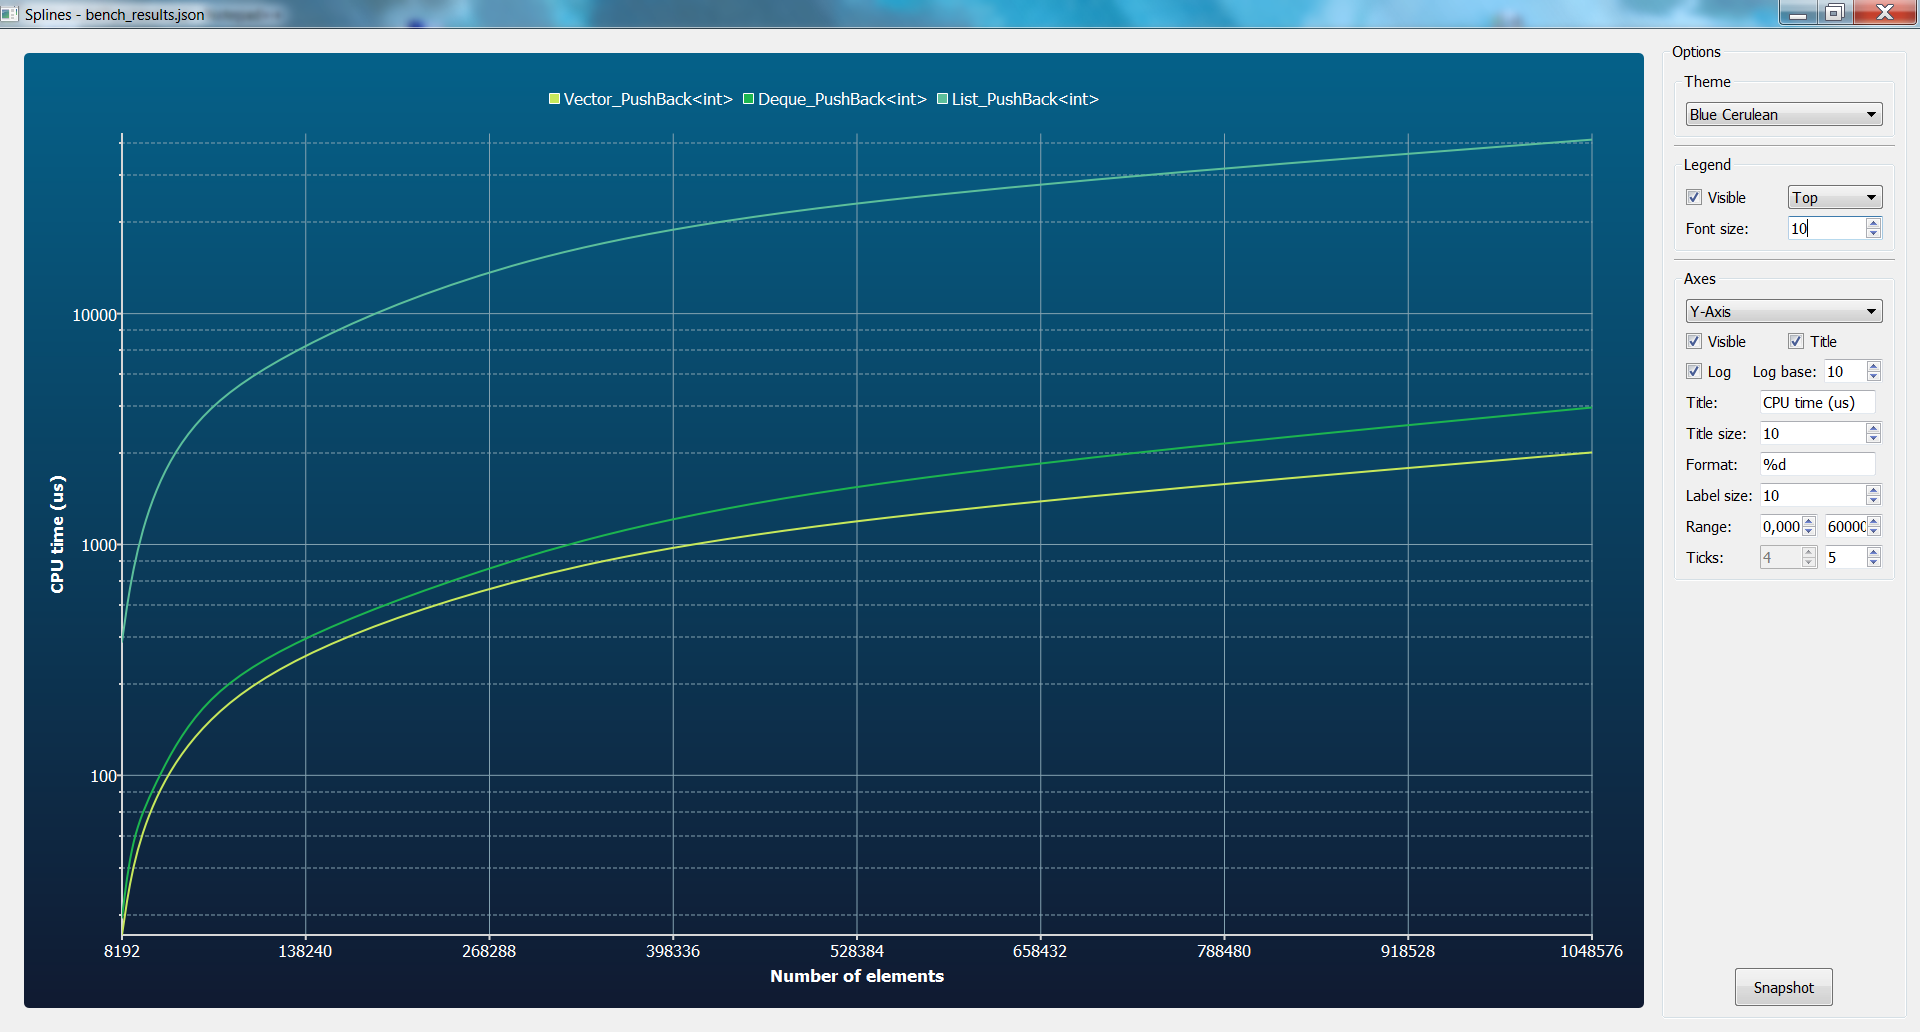 Splines - bench_results.json
Vector_PushBack<int> Deque_PushBack<int> List_PushBack<int>
10000
1000
100
CPU time (us)
8192 138240 268288 398336 528384 658432 788480 918528 1048576
Number of elements
Options
Theme
Blue Cerulean
Legend
Visible Top
Font size: 10
Axes
Y-Axis
Visible Title
Log Log base: 10
Title: CPU time (us)
Title size: 10
Format: %d
Label size: 10
Range: 0,000 60000
Ticks: 4 5
Snapshot